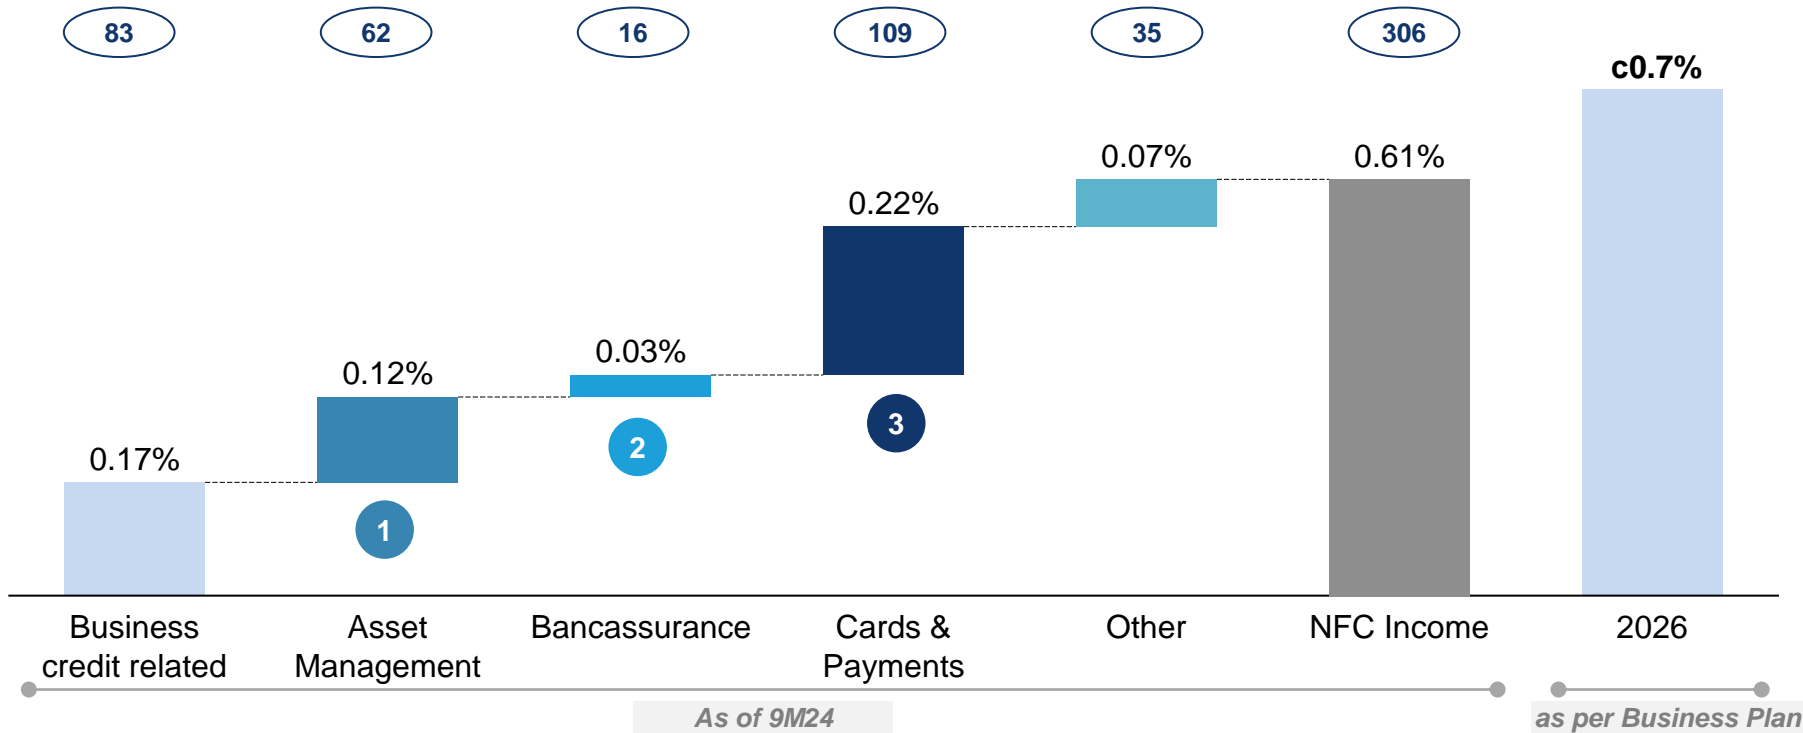 83 62 16 109 35 306
c0.7%
0.07% 0.61%
0.22%
0.03%
0.12%
3
2
0.17%
1
Business
credit related
Asset
Management
Bancassurance
Cards &
Payments
Other
NFC Income
2026
As of 9M24
as per Business Plan